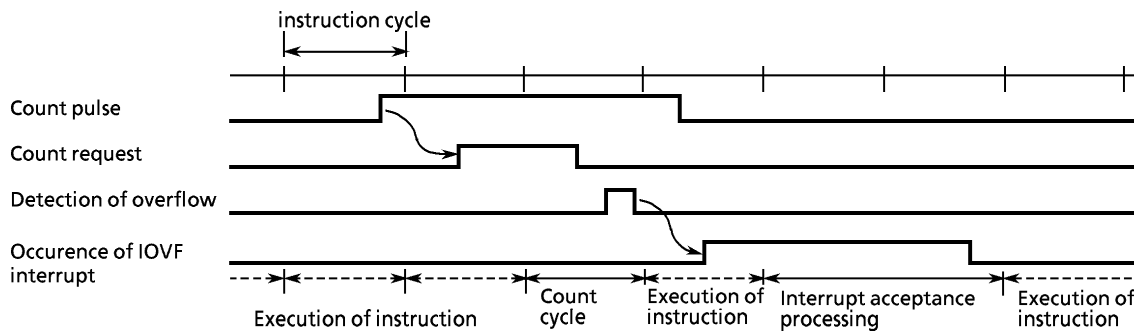 instruction cycle
Count pulse
Count request
Detection of overflow
Occurence of IOVF
interrupt
Execution of instruction
Count
cycle
Execution of
instruction
Interrupt acceptance
processing
Execution of
instruction